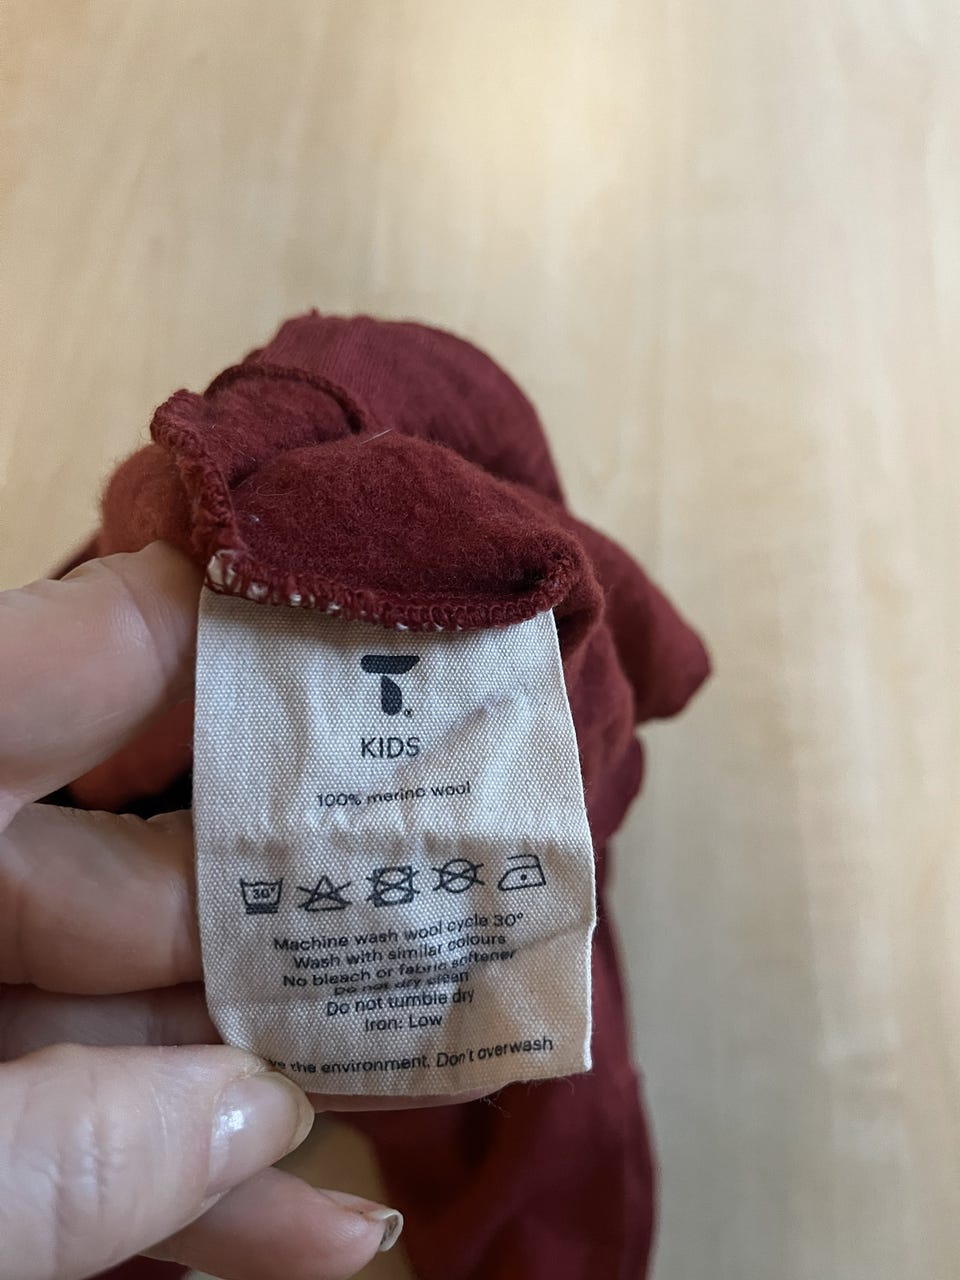 T
KIDS
100% merino wool
30°
Machine wash wool cycle 30°
Wash with similar colours
No bleach or fabric softener
Do not dry clean
Do not tumble dry
Iron: Low
the environment. Don't overwash